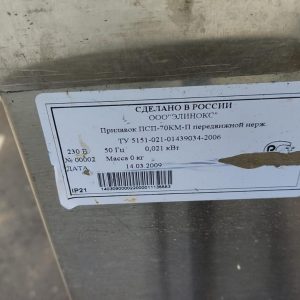 СДЕЛАНО В РОССИИ
ООО"ЭЛИНОКС"
Прилавок ПСП-70КМ-П передвижной нерж.
ТУ 5151-021-01439034-2006
230 В 50 Гц 0,021 кВт
№ 00002 Масса 0 кг
ДАТА 14.03.2009
IP21